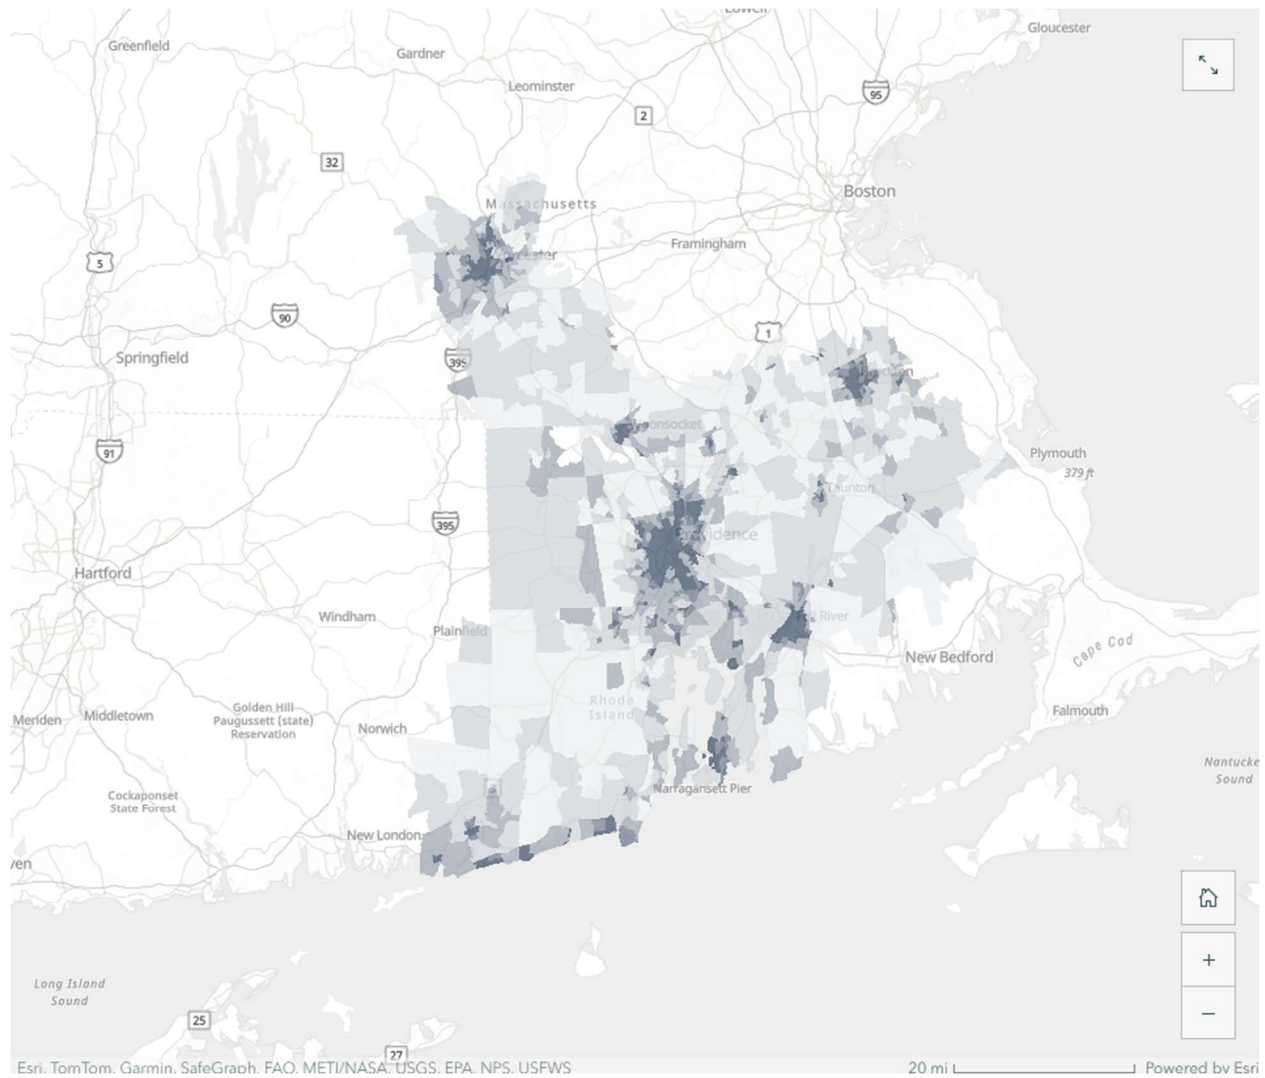 Lowell
Gloucester
Greenfield
Gardner
Leominster
95
2
32
Boston
Massachusetts
Framingham
5
90
1
Springfield
395
91
Plymouth
379 ft
Taunton
395
Providence
Hartford
Windham
Plainfield
River
New Bedford
Cape Cod
Rhode
Island
Golden Hill
Paugussett (state)
Reservation
Meriden
Middletown
Norwich
Falmouth
Sound
Narragansett Pier
Cockaponset
State Forest
New London
Long Island
Sound
25
27
+
−
Esri, TomTom, Garmin, SafeGraph, FAO, METI/NASA, USGS, EPA, NPS, USFWS
20 mi
Powered by Esri